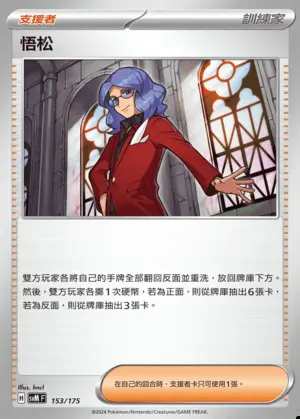 支援者
訓練家
悟松
雙方玩家各將自己的手牌全部翻回反面並重洗，放回牌庫下方。
然後，雙方玩家各擲1次硬幣，若為正面，則從牌庫抽出6張卡，
若為反面，則從牌庫抽出3張卡。
Illus. hncl
H SVM F 153/175
在自己的回合時，支援者卡只可使用1張。
©2024 Pokémon/Nintendo/Creatures/GAME FREAK.